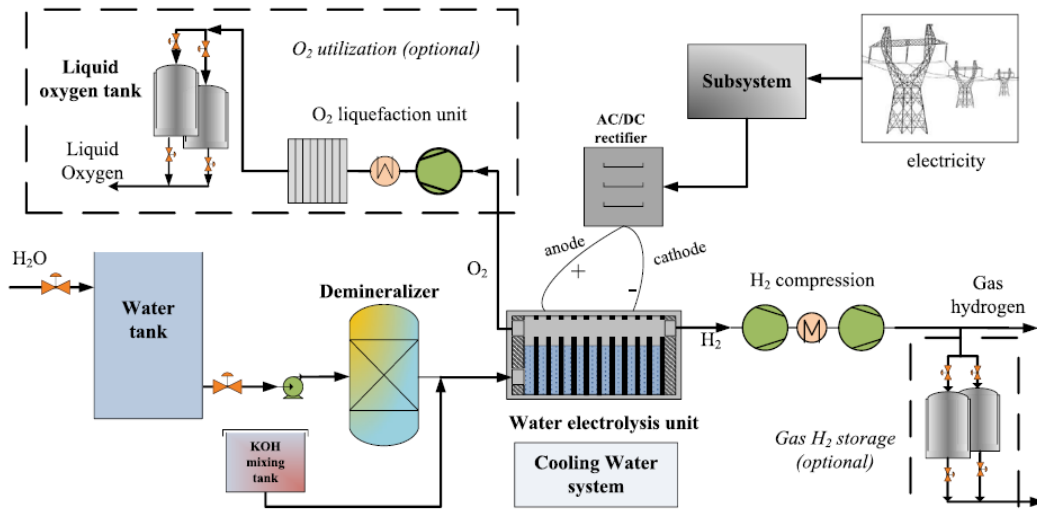 O₂ utilization (optional)
Liquid
oxygen tank
O₂ liquefaction unit
Liquid
Oxygen
Subsystem
electricity
AC/DC
rectifier
anode
cathode
+
-
H₂O
Water
tank
Demineralizer
O₂
H₂
H₂ compression
Gas
hydrogen
KOH
mixing
tank
Water electrolysis unit
Cooling Water
system
Gas H₂ storage
(optional)